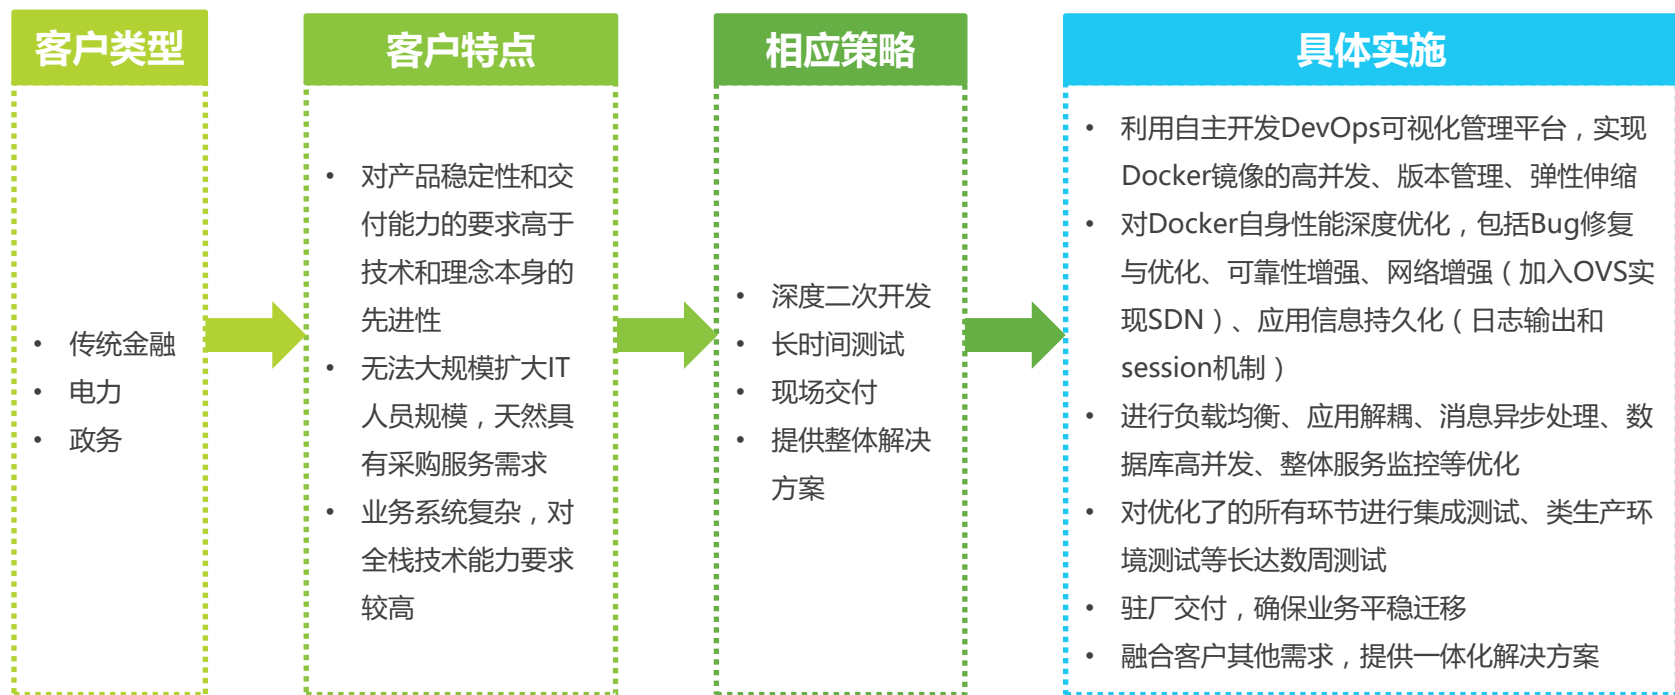 客户类型
• 传统金融
• 电力
• 政务
客户特点
• 对产品稳定性和交
付能力的要求高于
技术和理念本身的
先进性
• 无法大规模扩大IT
人员规模，天然具
有采购服务需求
• 业务系统复杂，对
全栈技术能力要求
较高
相应策略
• 深度二次开发
• 长时间测试
• 现场交付
• 提供整体解决
方案
具体实施
• 利用自主开发DevOps可视化管理平台，实现
Docker镜像的高并发、版本管理、弹性伸缩
• 对Docker自身性能深度优化，包括Bug修复
与优化、可靠性增强、网络增强（加入OVS实
现SDN）、应用信息持久化（日志输出和
session机制）
• 进行负载均衡、应用解耦、消息异步处理、数
据库高并发、整体服务监控等优化
• 对优化了的所有环节进行集成测试、类生产环
境测试等长达数周测试
• 驻厂交付，确保业务平稳迁移
• 融合客户其他需求，提供一体化解决方案